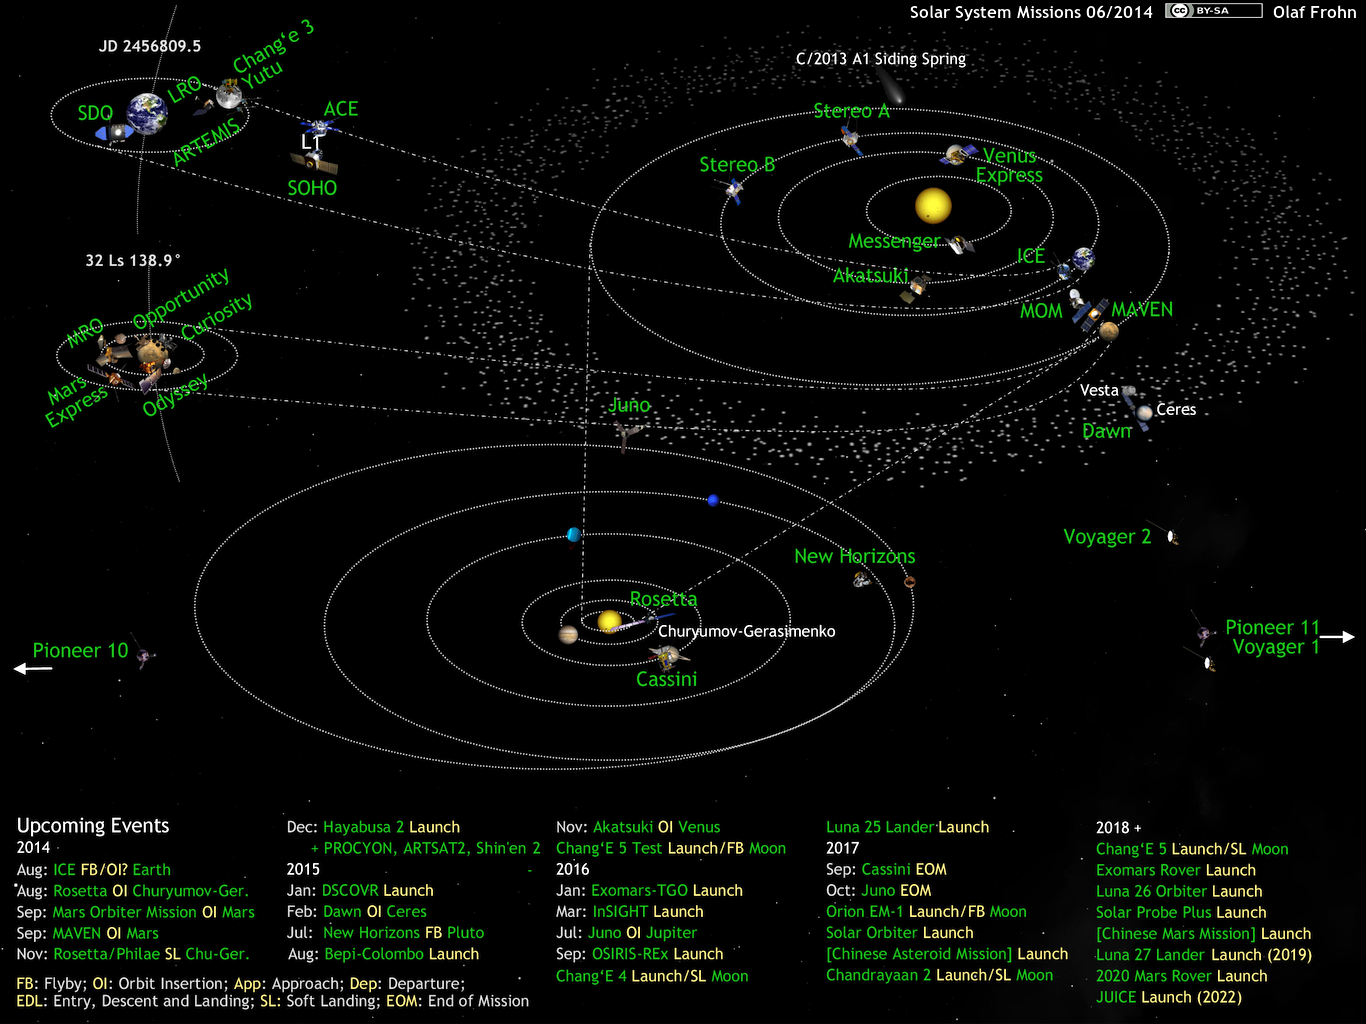 Solar System Missions 06/2014 cc BY-SA Olaf Frohn
JD 2456809.5
Chang‘e 3
Yutu
LRO
SDO
ARTEMIS
ACE
L1
SOHO
C/2013 A1 Siding Spring
Stereo A
Stereo B
Venus
Express
Messenger
Akatsuki
ICE
MOM
MAVEN
32 Ls 138.9°
Opportunity
Curiosity
MRO
Mars
Express
Odyssey
Vesta
Ceres
Dawn
Juno
Voyager 2
New Horizons
Rosetta
Churyumov-Gerasimenko
Cassini
Pioneer 10
Pioneer 11
Voyager 1
Upcoming Events
2014
Aug: ICE FB/OI? Earth
Aug: Rosetta OI Churyumov-Ger.
Sep: Mars Orbiter Mission OI Mars
Sep: MAVEN OI Mars
Nov: Rosetta/Philae SL Chu-Ger.
Dec: Hayabusa 2 Launch
+ PROCYON, ARTSAT2, Shin'en 2
2015
Jan: DSCOVR Launch
Feb: Dawn OI Ceres
Jul: New Horizons FB Pluto
Aug: Bepi-Colombo Launch
Nov: Akatsuki OI Venus
Chang‘E 5 Test Launch/FB Moon
2016
Jan: Exomars-TGO Launch
Mar: InSIGHT Launch
Jul: Juno OI Jupiter
Sep: OSIRIS-REx Launch
Chang‘E 4 Launch/SL Moon
Luna 25 Lander Launch
2017
Sep: Cassini EOM
Oct: Juno EOM
Orion EM-1 Launch/FB Moon
Solar Orbiter Launch
[Chinese Asteroid Mission] Launch
Chandrayaan 2 Launch/SL Moon
2018 +
Chang‘E 5 Launch/SL Moon
Exomars Rover Launch
Luna 26 Orbiter Launch
Solar Probe Plus Launch
[Chinese Mars Mission] Launch
Luna 27 Lander Launch (2019)
2020 Mars Rover Launch
JUICE Launch (2022)
FB: Flyby; OI: Orbit Insertion; App: Approach; Dep: Departure;
EDL: Entry, Descent and Landing; SL: Soft Landing; EOM: End of Mission